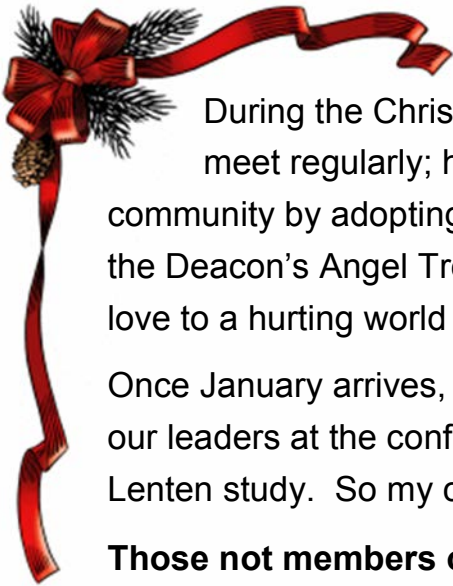 During the Chris
meet regularly; h
community by adopting
the Deacon’s Angel Tre
love to a hurting world
Once January arrives,
our leaders at the conf
Lenten study.  So my c
Those not members o